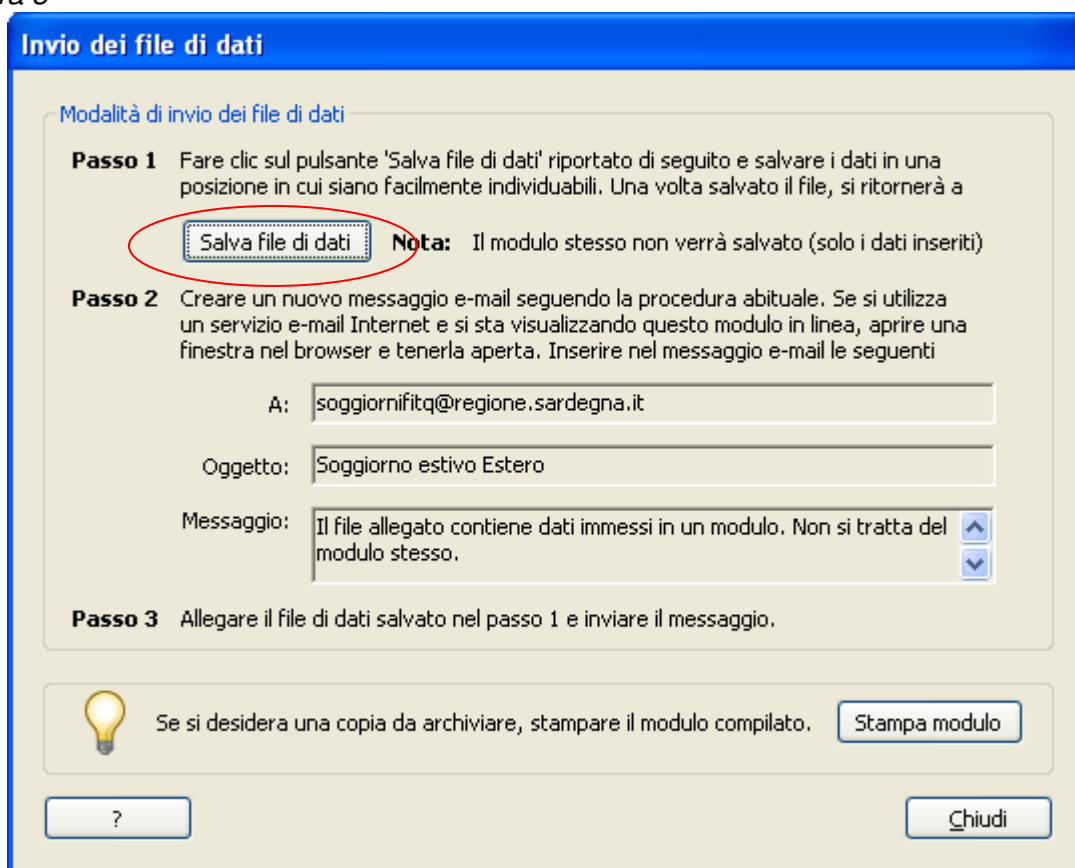 Invio dei file di dati
Modalità di invio dei file di dati
Passo 1 Fare clic sul pulsante 'Salva file di dati' riportato di seguito e salvare i dati in una
posizione in cui siano facilmente individuabili. Una volta salvato il file, si ritornerà a
Salva file di dati Nota: Il modulo stesso non verrà salvato (solo i dati inseriti)
Passo 2 Creare un nuovo messaggio e-mail seguendo la procedura abituale. Se si utilizza
un servizio e-mail Internet e si sta visualizzando questo modulo in linea, aprire una
finestra nel browser e tenerla aperta. Inserire nel messaggio e-mail le seguenti
A: soggiornifitq@regione.sardegna.it
Oggetto: Soggiorno estivo Estero
Messaggio: Il file allegato contiene dati immessi in un modulo. Non si tratta del
modulo stesso.
Passo 3 Allegare il file di dati salvato nel passo 1 e inviare il messaggio.
Se si desidera una copia da archiviare, stampare il modulo compilato. Stampa modulo
? Chiudi